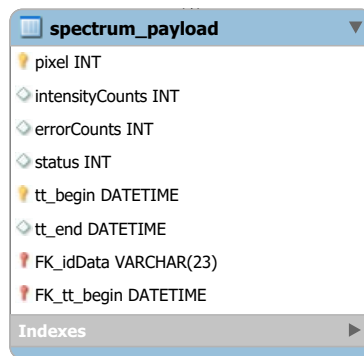 spectrum_payload
pixel INT
intensityCounts INT
errorCounts INT
status INT
tt_begin DATETIME
tt_end DATETIME
FK_idData VARCHAR(23)
FK_tt_begin DATETIME
Indexes